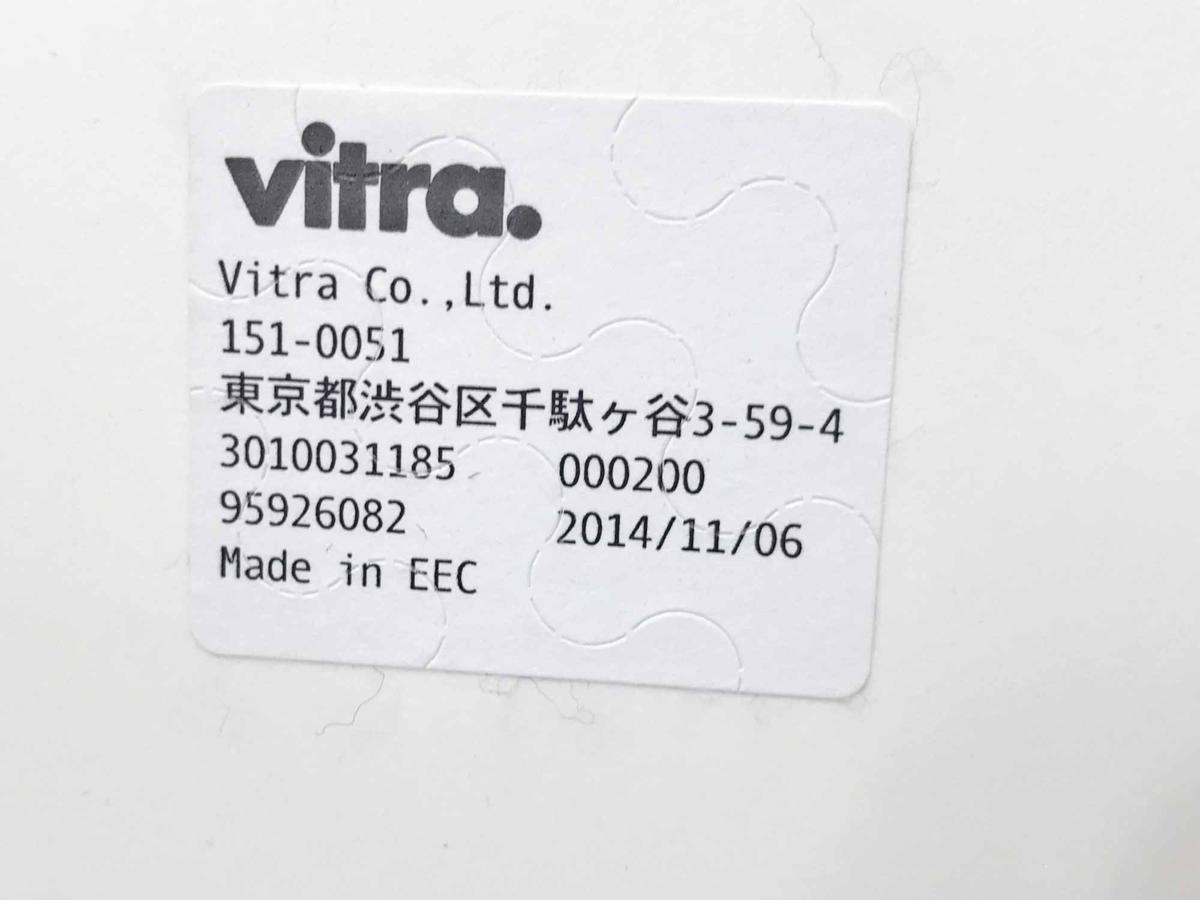 vitra.
Vitra Co.,Ltd.
151-0051
東京都渋谷区千駄ヶ谷3-59-4
3010031185 000200
95926082 2014/11/06
Made in EEC